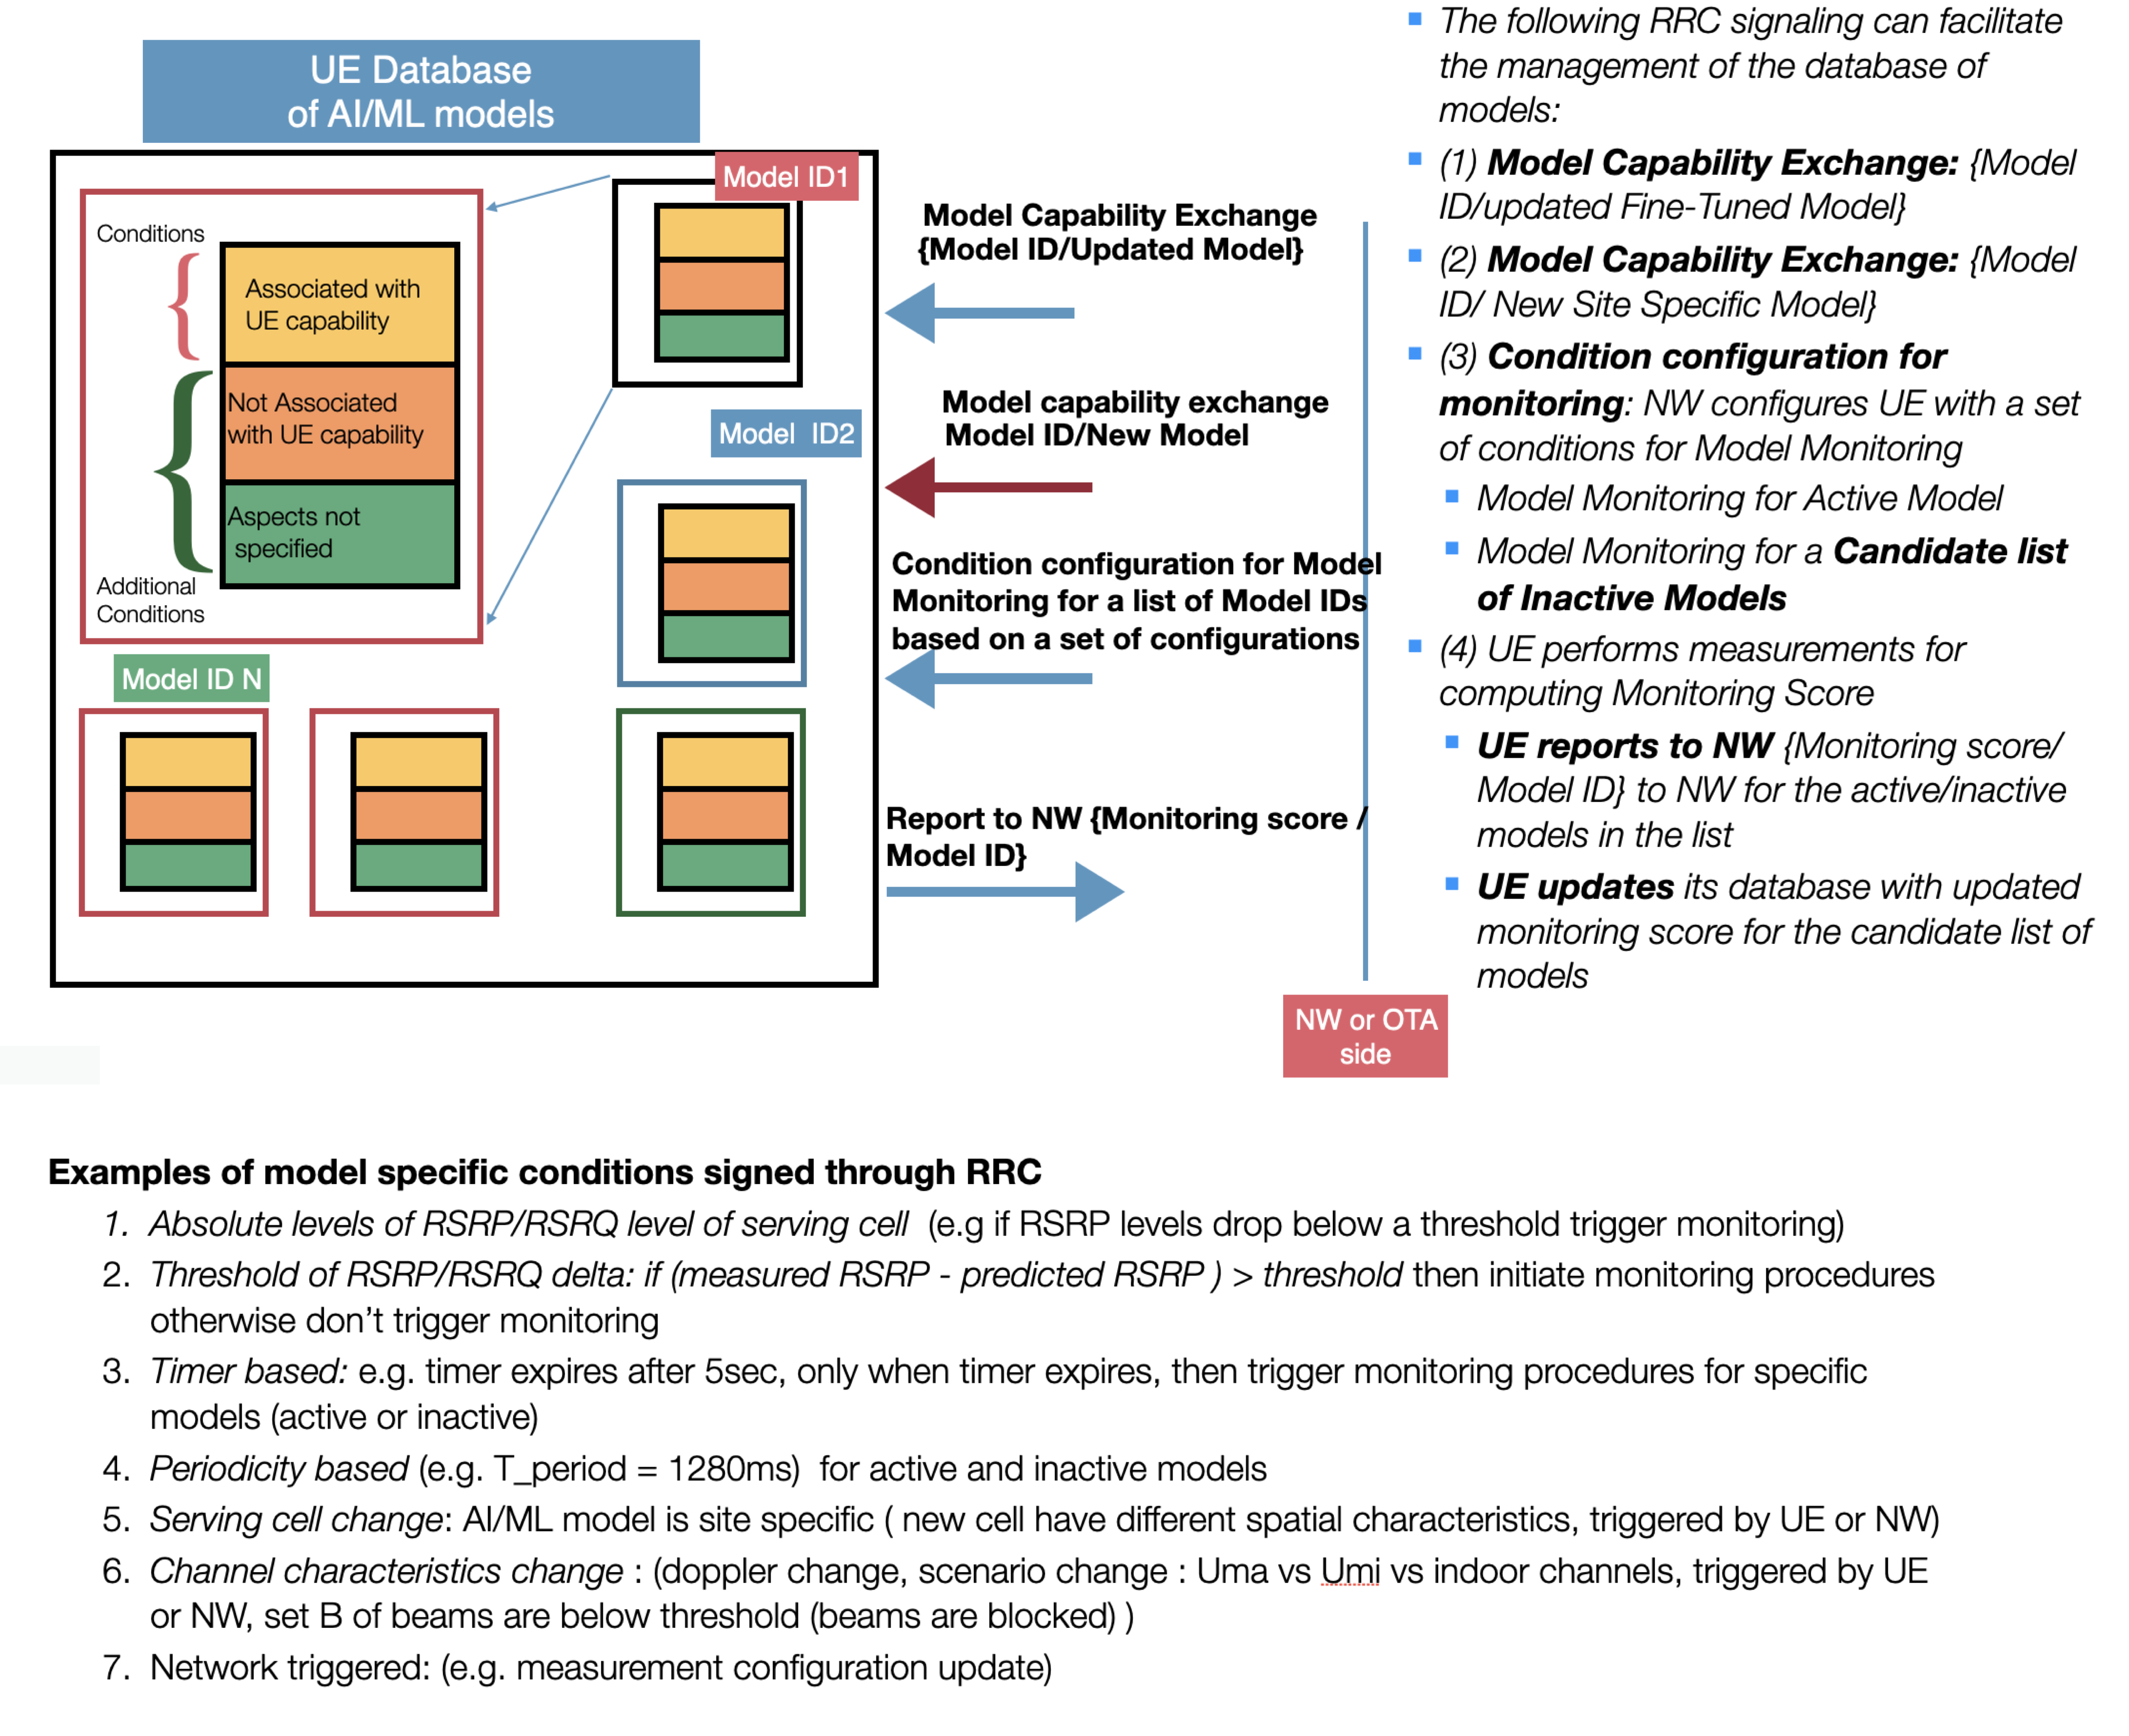 UE Database
of AI/ML models
Model ID1
Conditions
Associated with
UE capability
Not Associated
with UE capability
Aspects not
specified
Additional
Conditions
Model  ID2
Model ID N
Model Capability Exchange
{Model ID/Updated Model}
Model capability exchange
Model ID/New Model
Condition configuration for Model
Monitoring for a list of Model IDs
based on a set of configurations
Report to NW {Monitoring score /
Model ID}
NW or OTA
side
The following RRC signaling can facilitate
the management of the database of
models:
(1) Model Capability Exchange: {Model
ID/updated Fine-Tuned Model}
(2) Model Capability Exchange: {Model
ID/ New Site Specific Model}
(3) Condition configuration for
monitoring: NW configures UE with a set
of conditions for Model Monitoring
Model Monitoring for Active Model
Model Monitoring for a Candidate list
of Inactive Models
(4) UE performs measurements for
computing Monitoring Score
UE reports to NW {Monitoring score/
Model ID} to NW for the active/inactive
models in the list
UE updates its database with updated
monitoring score for the candidate list of
models
Examples of model specific conditions signed through RRC
1. Absolute levels of RSRP/RSRQ level of serving cell  (e.g if RSRP levels drop below a threshold trigger monitoring)
2. Threshold of RSRP/RSRQ delta: if (measured RSRP - predicted RSRP ) > threshold then initiate monitoring procedures
otherwise don't trigger monitoring
3. Timer based: e.g. timer expires after 5sec, only when timer expires, then trigger monitoring procedures for specific
models (active or inactive)
4. Periodicity based (e.g. T_period = 1280ms)  for active and inactive models
5. Serving cell change: AI/ML model is site specific ( new cell have different spatial characteristics, triggered by UE or NW)
6. Channel characteristics change : (doppler change, scenario change : Uma vs Umi vs indoor channels, triggered by UE
or NW, set B of beams are below threshold (beams are blocked) )
7. Network triggered: (e.g. measurement configuration update)